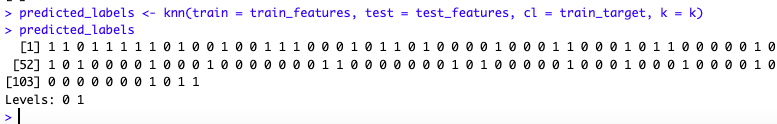 > predicted_labels <- knn(train = train_features, test = test_features, cl = train_target, k = k)
> predicted_labels
[1] 1 1 0 1 1 1 1 1 0 1 0 0 1 0 0 1 1 1 0 0 0 1 0 1 1 0 1 0 0 0 0 1 0 0 0 1 1 0 0 0 1 0 1 1 0 0 0 0 0 1 0
[52] 1 0 1 0 0 0 0 1 0 0 0 1 0 0 0 0 0 0 0 1 1 0 0 0 0 0 0 0 1 0 1 0 0 0 0 0 1 0 0 0 1 0 0 0 1 0 0 0 0 1 0
[103] 0 0 0 0 0 0 0 1 0 1 1
Levels: 0 1
>